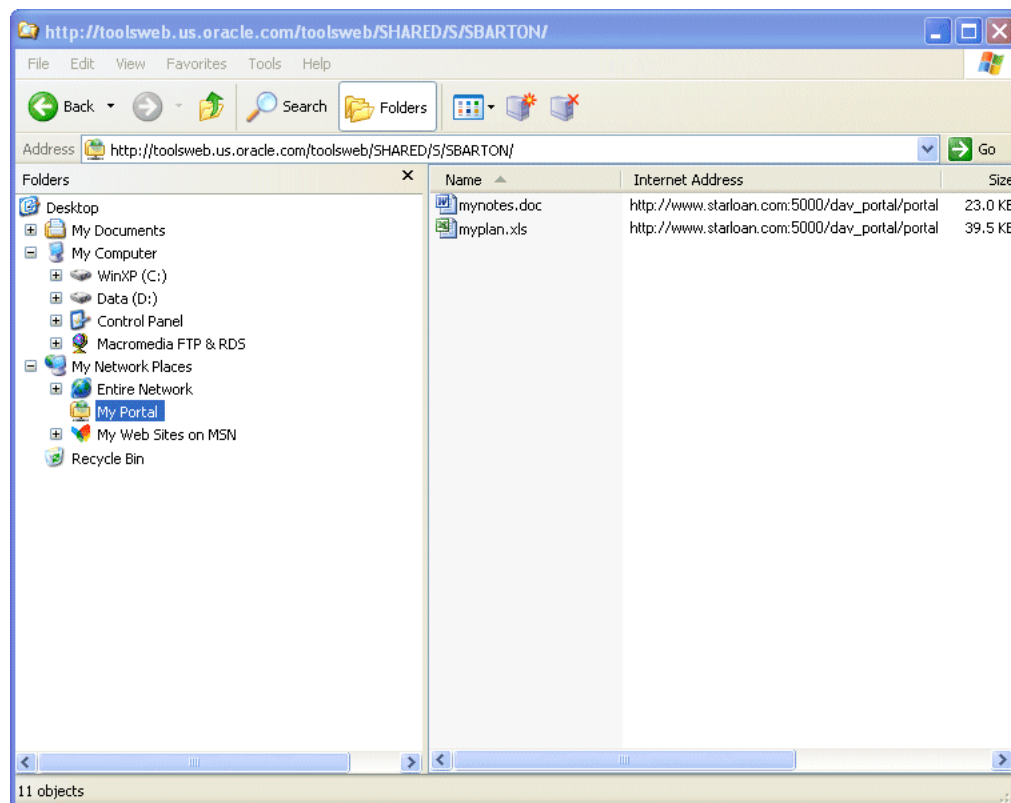 http://toolsweb.us.oracle.com/toolsweb/SHARED/S/SBARTON/
File Edit View Favorites Tools Help
Back Search Folders
Address http://toolsweb.us.oracle.com/toolsweb/SHARED/S/SBARTON/ Go
Folders x
Desktop
My Documents
My Computer
WinXP (C:)
Data (D:)
Control Panel
Macromedia FTP & RDS
My Network Places
Entire Network
My Portal
My Web Sites on MSN
Recycle Bin
Name Internet Address Size
mynotes.doc http://www.starloan.com:5000/dav_portal/portal 23.0 KB
myplan.xls http://www.starloan.com:5000/dav_portal/portal 39.5 KB
11 objects